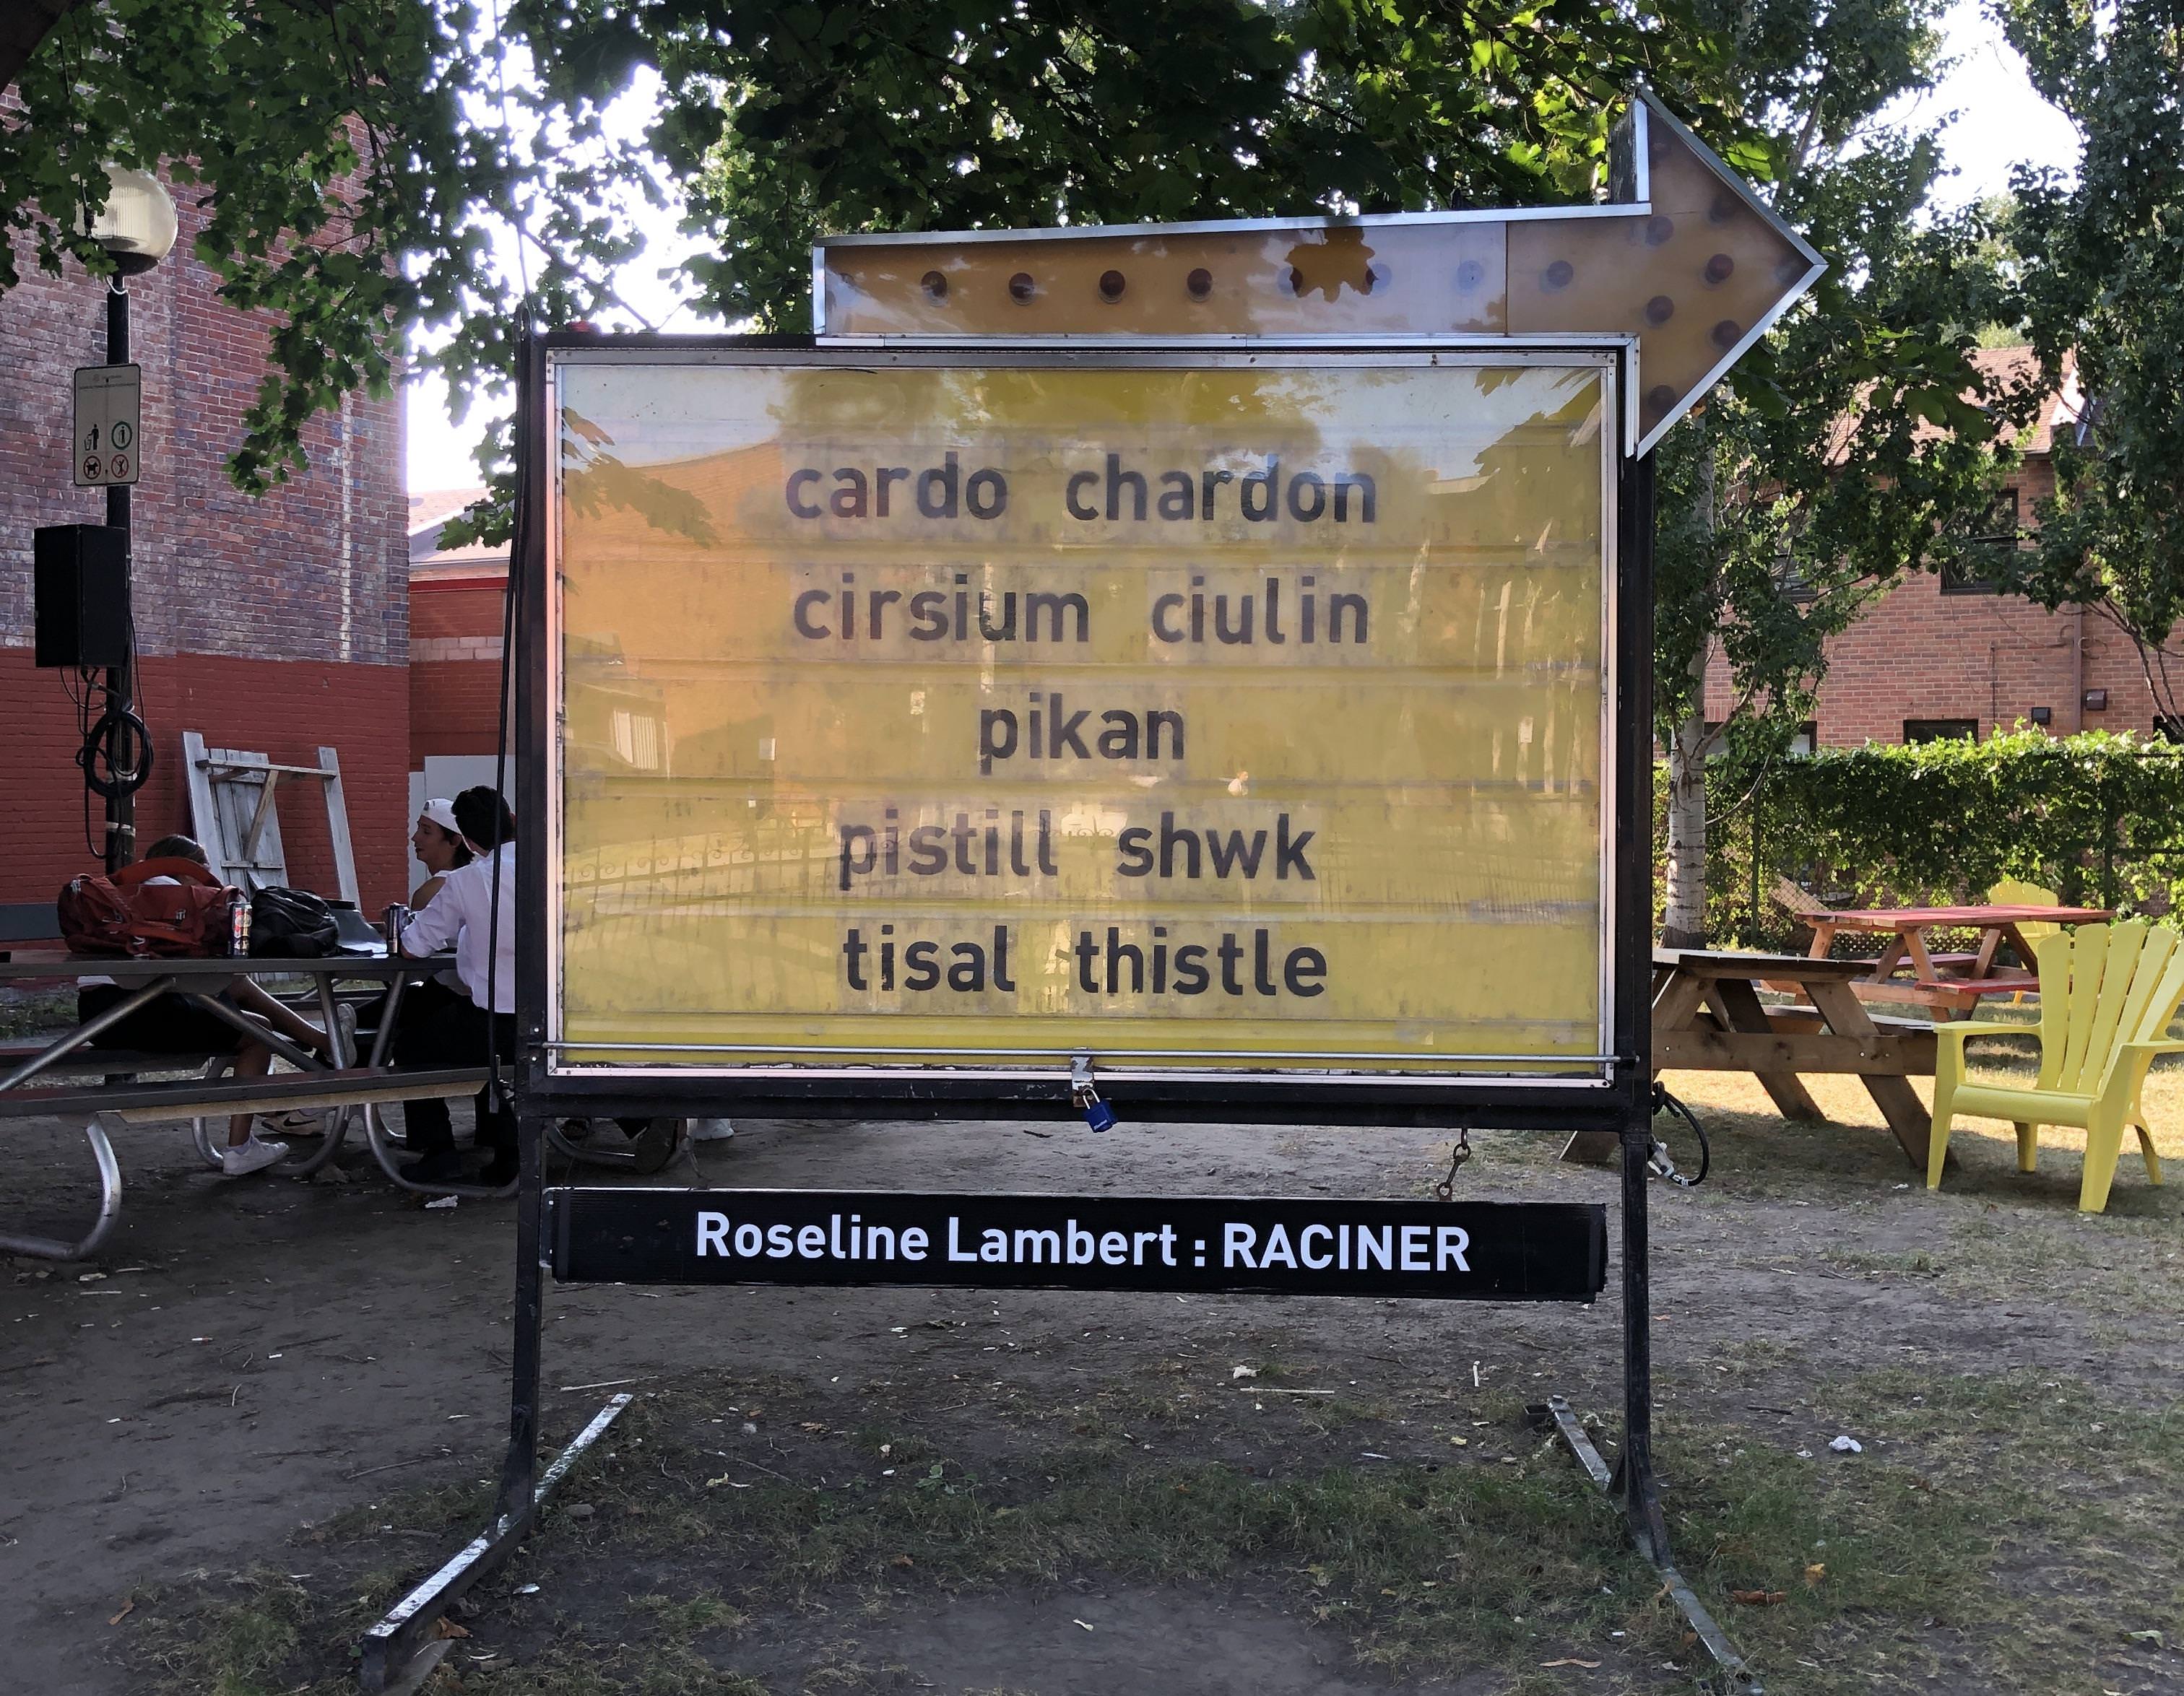 cardo chardon
cirsium ciulin
pikan
pistill shwk
tisal thistle
Roseline Lambert : RACINER